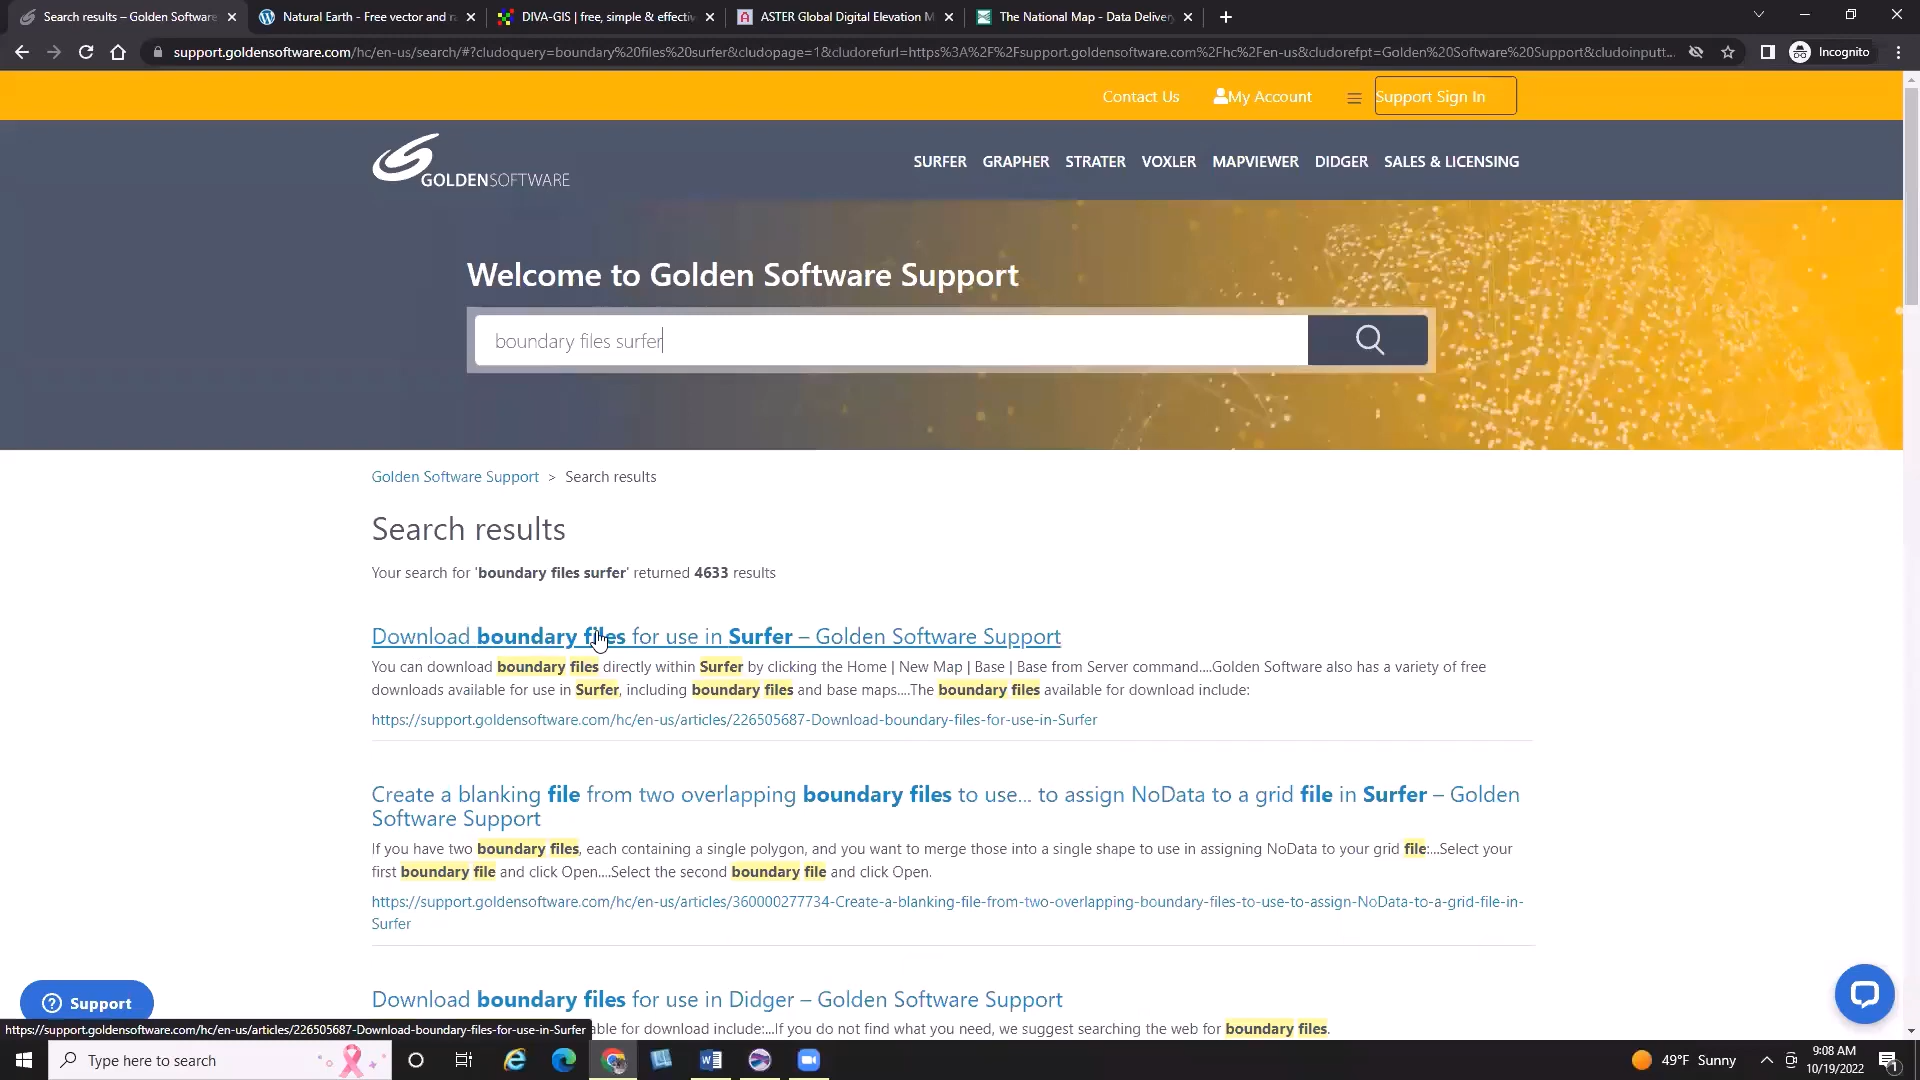 Search results – Golden Software
Natural Earth - Free vector and ra
DIVA-GIS | free, simple & effectiv
ASTER Global Digital Elevation M
The National Map - Data Delivery
support.goldensoftware.com/hc/en-us/search/#?cludoquery=boundary%20files%20surfer&cludopage=1&cludorefurl=https%3A%2F%2Fsupport.goldensoftware.com%2Fhc%2Fen-us&cludorefpt=Golden%20Software%20Support&cludoinputt...
Incognito
Contact Us
My Account
Support Sign In
GOLDENSOFTWARE
SURFER GRAPHER STRATER VOXLER MAPVIEWER DIDGER SALES & LICENSING
Welcome to Golden Software Support
boundary files surfer
Golden Software Support > Search results
Search results
Your search for 'boundary files surfer' returned 4633 results
Download boundary files for use in Surfer – Golden Software Support
You can download boundary files directly within Surfer by clicking the Home | New Map | Base | Base from Server command....Golden Software also has a variety of free
downloads available for use in Surfer, including boundary files and base maps....The boundary files available for download include:
https://support.goldensoftware.com/hc/en-us/articles/226505687-Download-boundary-files-for-use-in-Surfer
Create a blanking file from two overlapping boundary files to use... to assign NoData to a grid file in Surfer – Golden
Software Support
If you have two boundary files, each containing a single polygon, and you want to merge those into a single shape to use in assigning NoData to your grid file:...Select your
first boundary file and click Open....Select the second boundary file and click Open.
https://support.goldensoftware.com/hc/en-us/articles/360000277734-Create-a-blanking-file-from-two-overlapping-boundary-files-to-use-to-assign-NoData-to-a-grid-file-in-
Surfer
Download boundary files for use in Didger – Golden Software Support
Support
https://support.goldensoftware.com/hc/en-us/articles/226505687-Download-boundary-files-for-use-in-Surfer
able for download include:...If you do not find what you need, we suggest searching the web for boundary files.
Type here to search
49°F Sunny
9:08 AM
10/19/2022
1